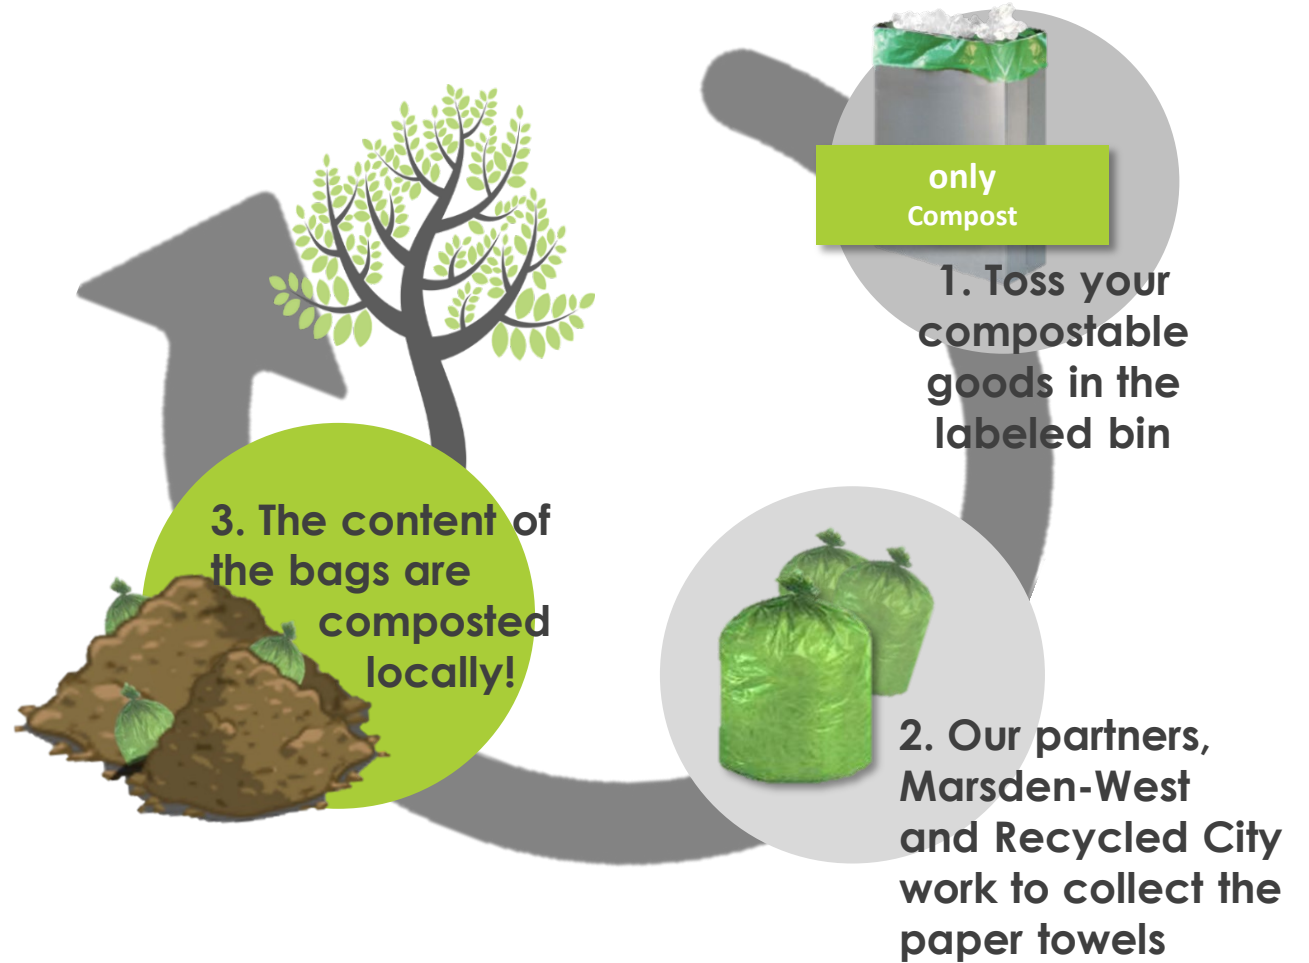 only
Compost
1. Toss your
compostable
goods in the
labeled bin
2. Our partners,
Marsden-West
and Recycled City
work to collect the
paper towels
3. The content of
the bags are
composted
locally!